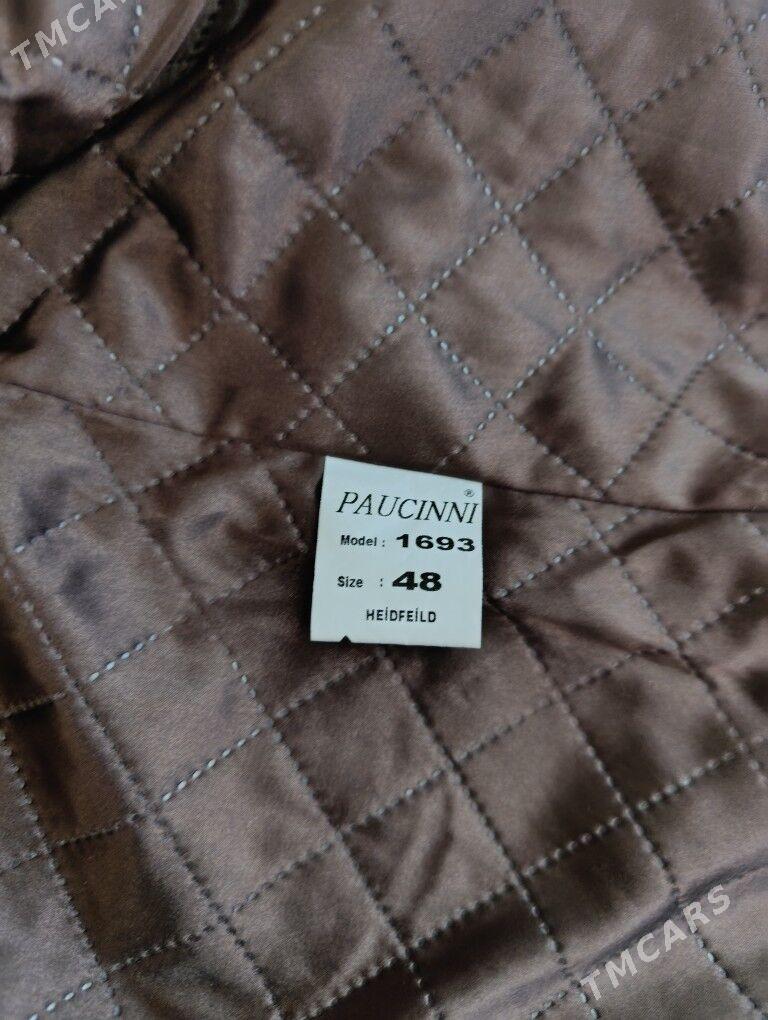 TMCARS
PAUCINNI®
Model : 1693
Size : 48
HEİDFEİLD
TMCARS